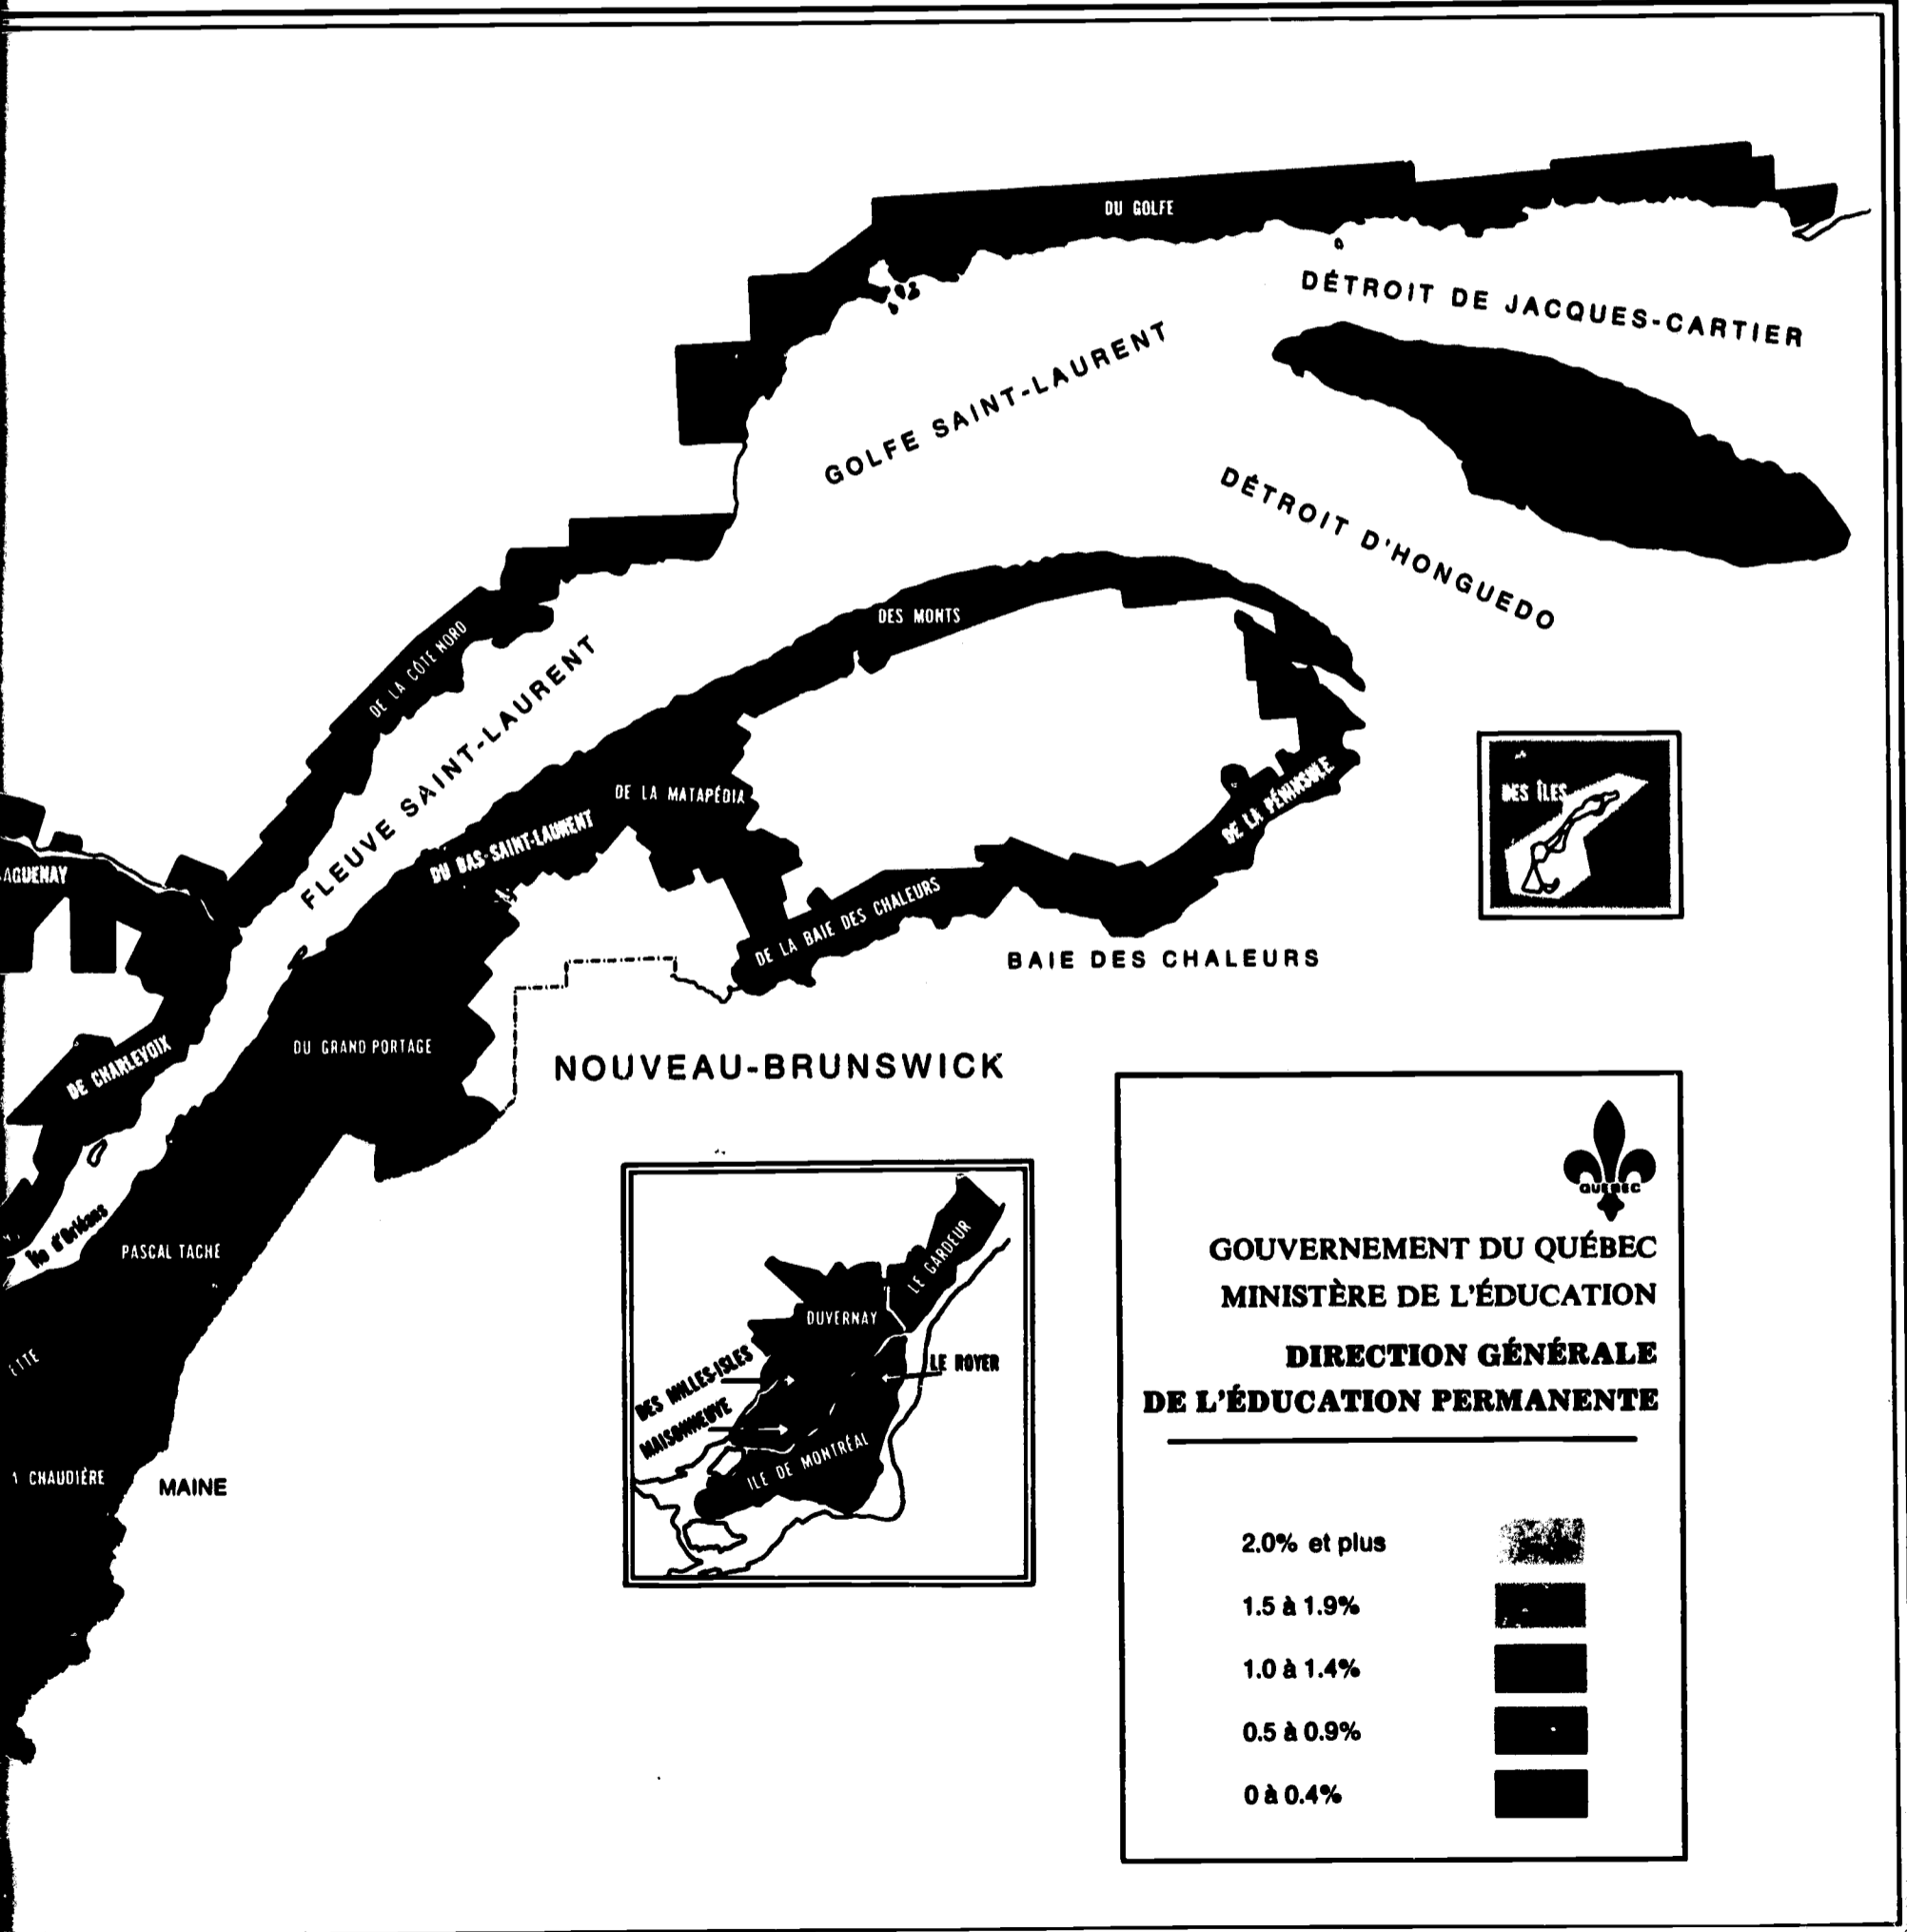 DU GOLFE
DÉTROIT DE JACQUES-CARTIER
GOLFE SAINT-LAURENT
DÉTROIT D'HONGUEDO
DES MONTS
DE LA CÔTE NORD
FLEUVE SAINT-LAURENT
DE LA MATAPÉDIA
DE LA PÉNINSULE
DES ÎLES
DU BAS-SAINT-LAURENT
AGUENAY
DE LA BAIE DES CHALEURS
BAIE DES CHALEURS
DU GRAND PORTAGE
DE CHARLEVOIX
NOUVEAU-BRUNSWICK
QUÉBEC
d'Orléans
PASCAL TACHÉ
GOUVERNEMENT DU QUÉBEC
MINISTÈRE DE L'ÉDUCATION
DIRECTION GÉNÉRALE
DE L'ÉDUCATION PERMANENTE
LE GARDEUR
DUVERNAY
LE ROYER
DES MILLES-ISLES
MAISONNEUVE
ILE DE MONTRÉAL
CHAUDIÈRE
MAINE
2.0% et plus
1.5 à 1.9%
1.0 à 1.4%
0.5 à 0.9%
0 à 0.4%